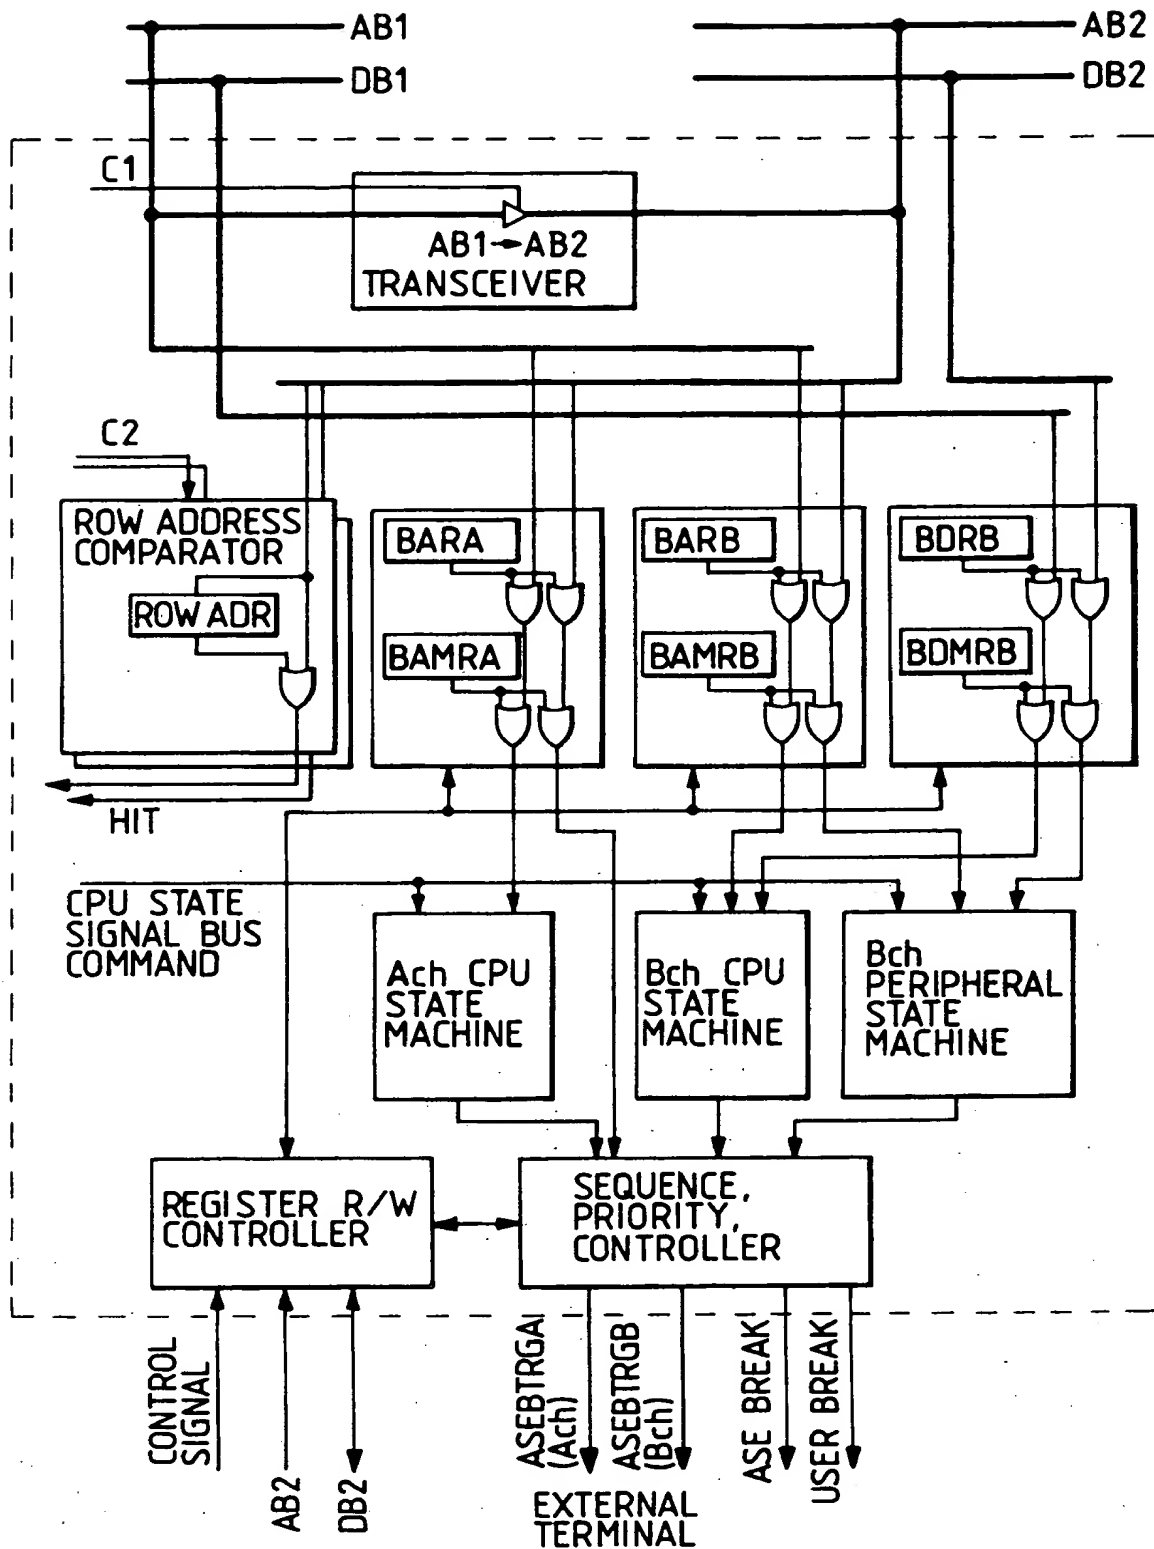 AB1
AB2
DB1
DB2
C1
AB1→AB2
TRANSCEIVER
C2
ROW ADDRESS
COMPARATOR
ROW ADR
BARA
BAMRA
BARB
BAMRB
BDRB
BDMRB
HIT
CPU STATE
SIGNAL BUS
COMMAND
Ach CPU
STATE
MACHINE
Bch CPU
STATE
MACHINE
Bch
PERIPHERAL
STATE
MACHINE
REGISTER R/W
CONTROLLER
SEQUENCE,
PRIORITY,
CONTROLLER
CONTROL
SIGNAL
AB2
DB2
ASEBTRGA
(Ach)
ASEBTRGB
(Bch)
ASE BREAK
USER BREAK
EXTERNAL
TERMINAL